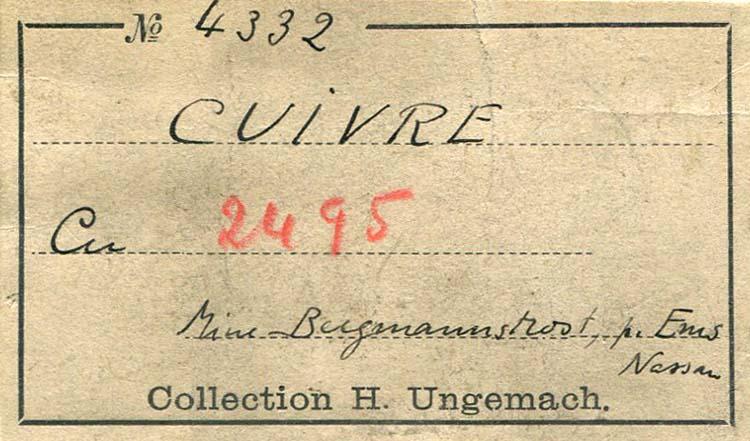 № 4332
CUIVRE
Cu 2495
Mine Bergmannstrost, p. Ems
Nassau
Collection H. Ungemach.